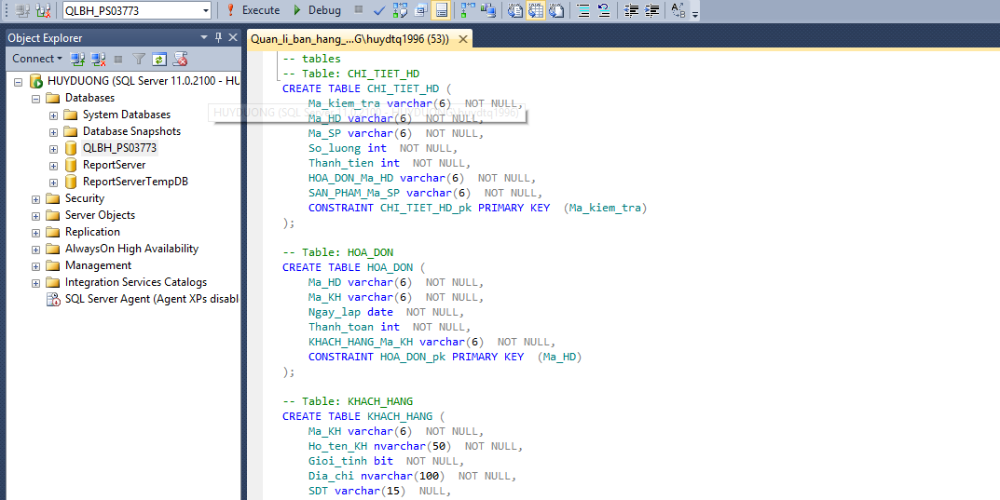 QLBH_PS03773
Execute
Debug
Object Explorer
Connect
HUYDUONG (SQL Server 11.0.2100 - HU
Databases
System Databases
Database Snapshots
QLBH_PS03773
ReportServer
ReportServerTempDB
Security
Server Objects
Replication
AlwaysOn High Availability
Management
Integration Services Catalogs
SQL Server Agent (Agent XPs disabl
Quan_li_ban_hang_...G\huydtq1996 (53))
-- tables
-- Table: CHI_TIET_HD
CREATE TABLE CHI_TIET_HD (
Ma_kiem_tra varchar(6) NOT NULL,
Ma_HD varchar(6) NOT NULL,
Ma_SP varchar(6) NOT NULL,
So_luong int NOT NULL,
Thanh_tien int NOT NULL,
HOA_DON_Ma_HD varchar(6) NOT NULL,
SAN_PHAM_Ma_SP varchar(6) NOT NULL,
CONSTRAINT CHI_TIET_HD_pk PRIMARY KEY (Ma_kiem_tra)
);
-- Table: HOA_DON
CREATE TABLE HOA_DON (
Ma_HD varchar(6) NOT NULL,
Ma_KH varchar(6) NOT NULL,
Ngay_lap date NOT NULL,
Thanh_toan int NOT NULL,
KHACH_HANG_Ma_KH varchar(6) NOT NULL,
CONSTRAINT HOA_DON_pk PRIMARY KEY (Ma_HD)
);
-- Table: KHACH_HANG
CREATE TABLE KHACH_HANG (
Ma_KH varchar(6) NOT NULL,
Ho_ten_KH nvarchar(50) NOT NULL,
Gioi_tinh bit NOT NULL,
Dia_chi nvarchar(100) NOT NULL,
SDT varchar(15) NULL,